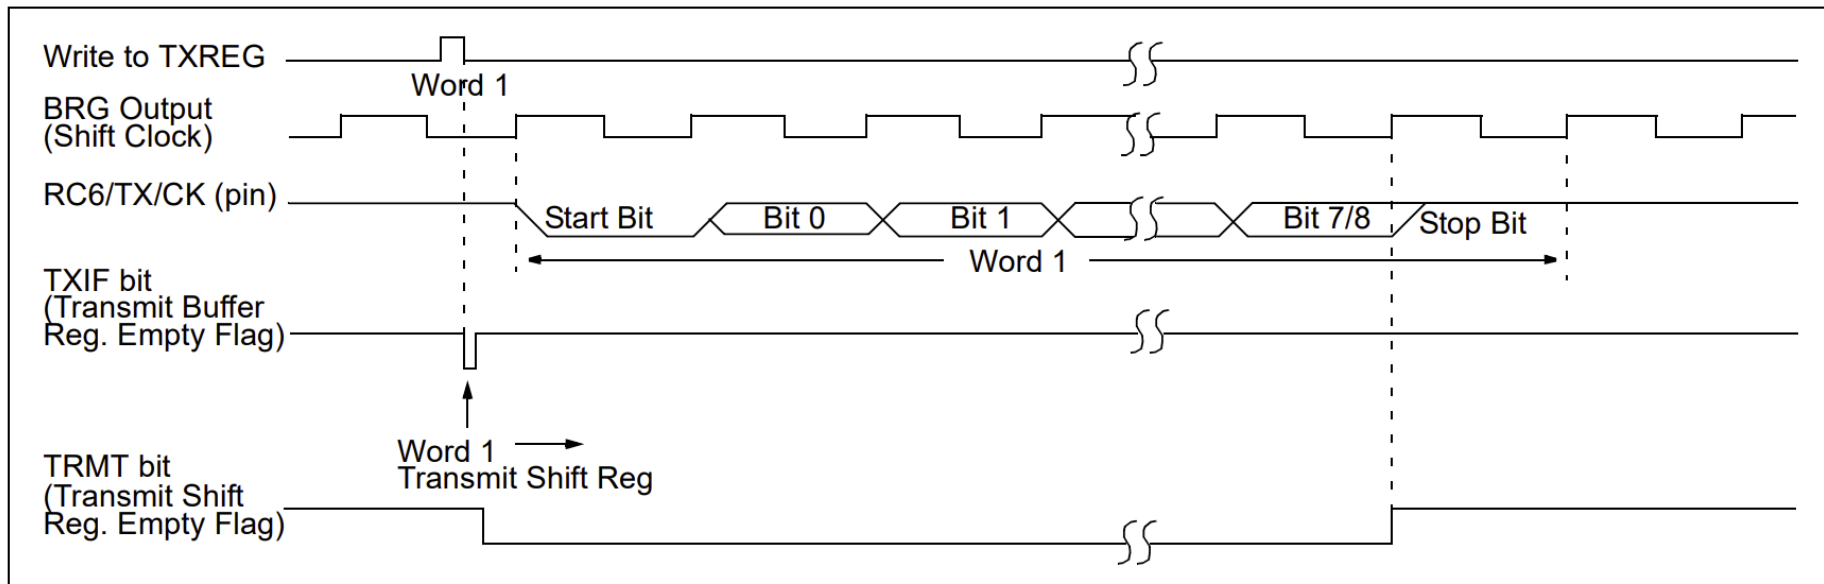 Write to TXREG
Word 1
BRG Output
(Shift Clock)
RC6/TX/CK (pin)
Start Bit
Bit 0
Bit 1
Bit 7/8
Stop Bit
Word 1
TXIF bit
(Transmit Buffer
Reg. Empty Flag)
Word 1
Transmit Shift Reg
TRMT bit
(Transmit Shift
Reg. Empty Flag)